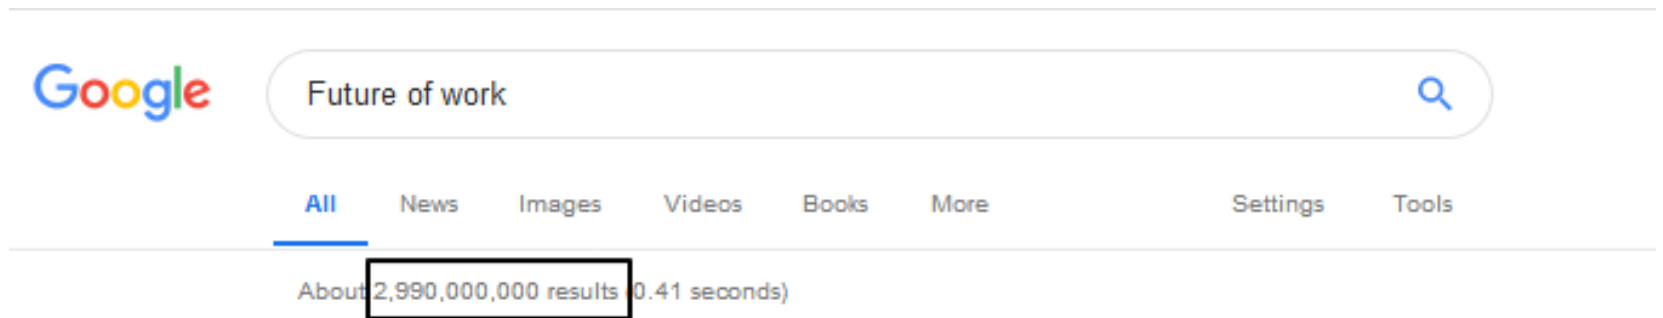 Google Future of work
All News Images Videos Books More Settings Tools
About 2,990,000,000 results (0.41 seconds)